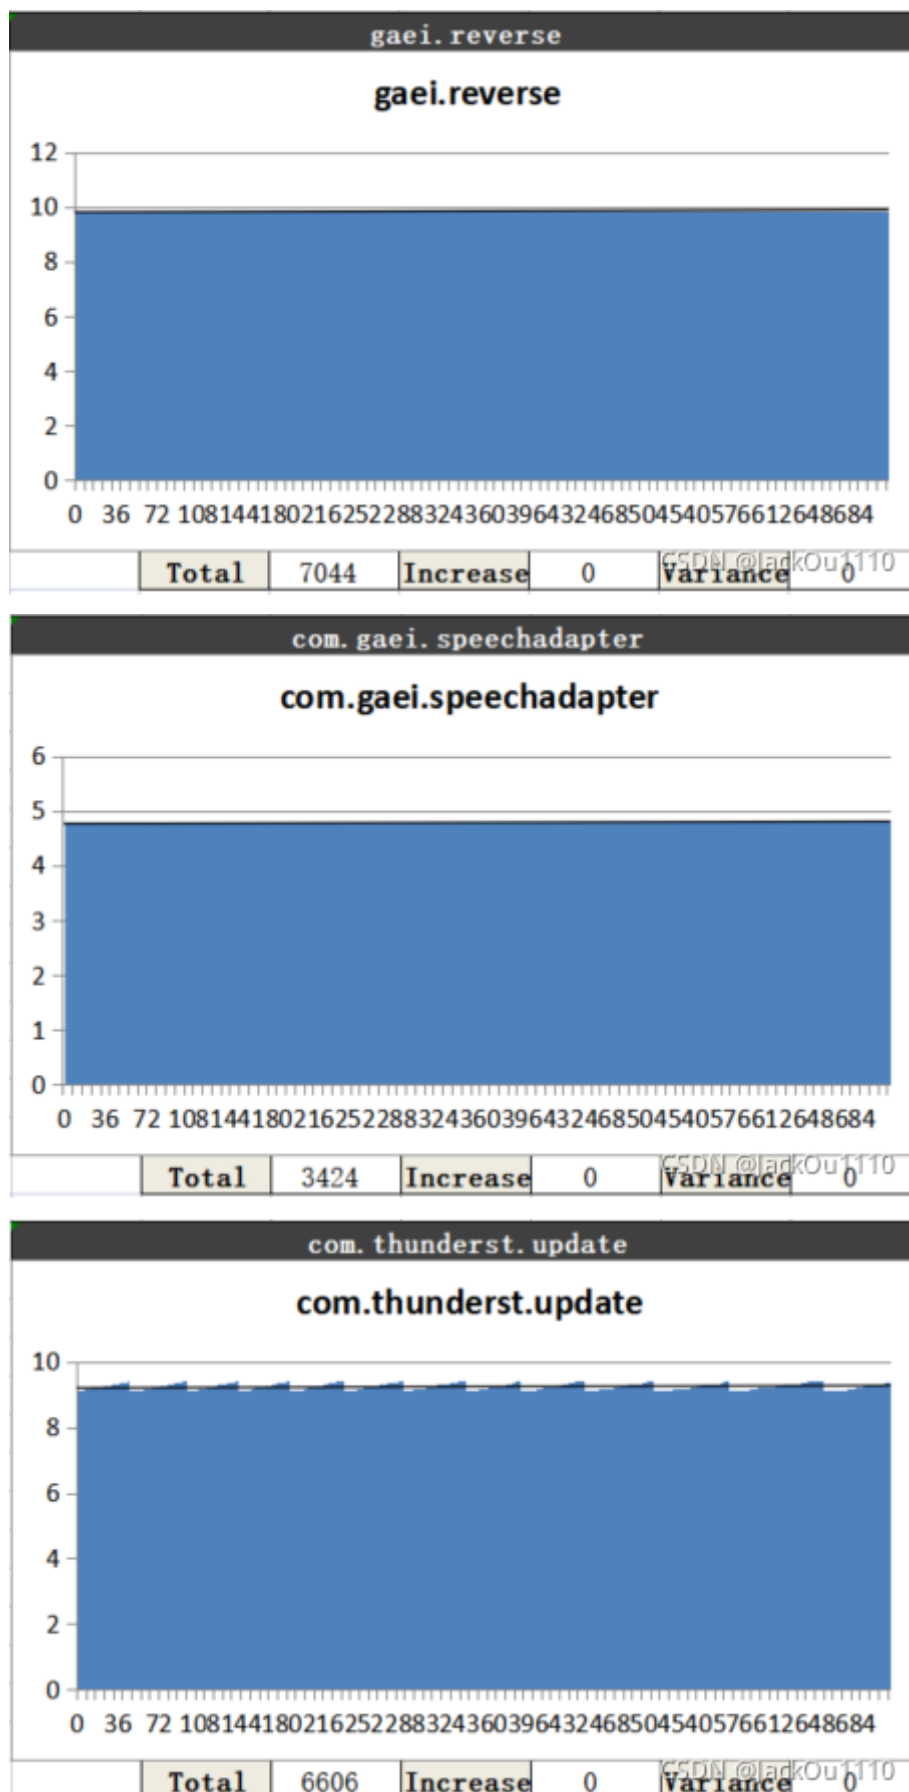 gaei.reverse
gaei.reverse
12
10
8
6
4
2
0
0 36 72 108144180216252288324360396432468504540576612648684
Total 7044 Increase 0 Variance 0
CSDN @JackOu1110
com.gaei.speechadapter
com.gaei.speechadapter
6
5
4
3
2
1
0
0 36 72 108144180216252288324360396432468504540576612648684
Total 3424 Increase 0 Variance 0
CSDN @JackOu1110
com.thunderst.update
com.thunderst.update
10
8
6
4
2
0
0 36 72 108144180216252288324360396432468504540576612648684
Total 6606 Increase 0 Variance 0
CSDN @JackOu1110